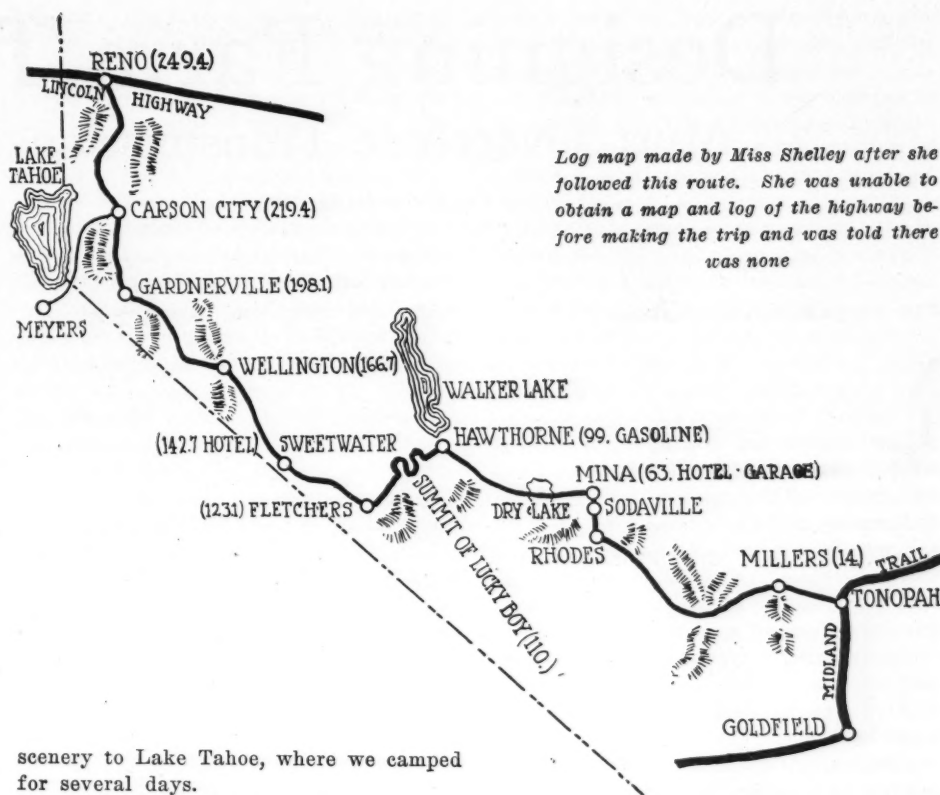 RENO (249.4)
LINCOLN
HIGHWAY
LAKE
TAHOE
Log map made by Miss Shelley after she
followed this route. She was unable to
obtain a map and log of the highway be-
fore making the trip and was told there
was none
CARSON CITY (219.4)
GARDNERVILLE (198.1)
MEYERS
WELLINGTON (166.7)
WALKER LAKE
(142.7 HOTEL)
SWEETWATER
HAWTHORNE (99. GASOLINE)
MINA (63. HOTEL · GARAGE)
(123.1) FLETCHERS
SUMMIT OF LUCKY BOY (110.)
DRY LAKE
SODAVILLE
RHODES
MILLERS (14.)
TRAIL
TONOPAH
MIDLAND
GOLDFIELD
scenery to Lake Tahoe, where we camped
for several days.